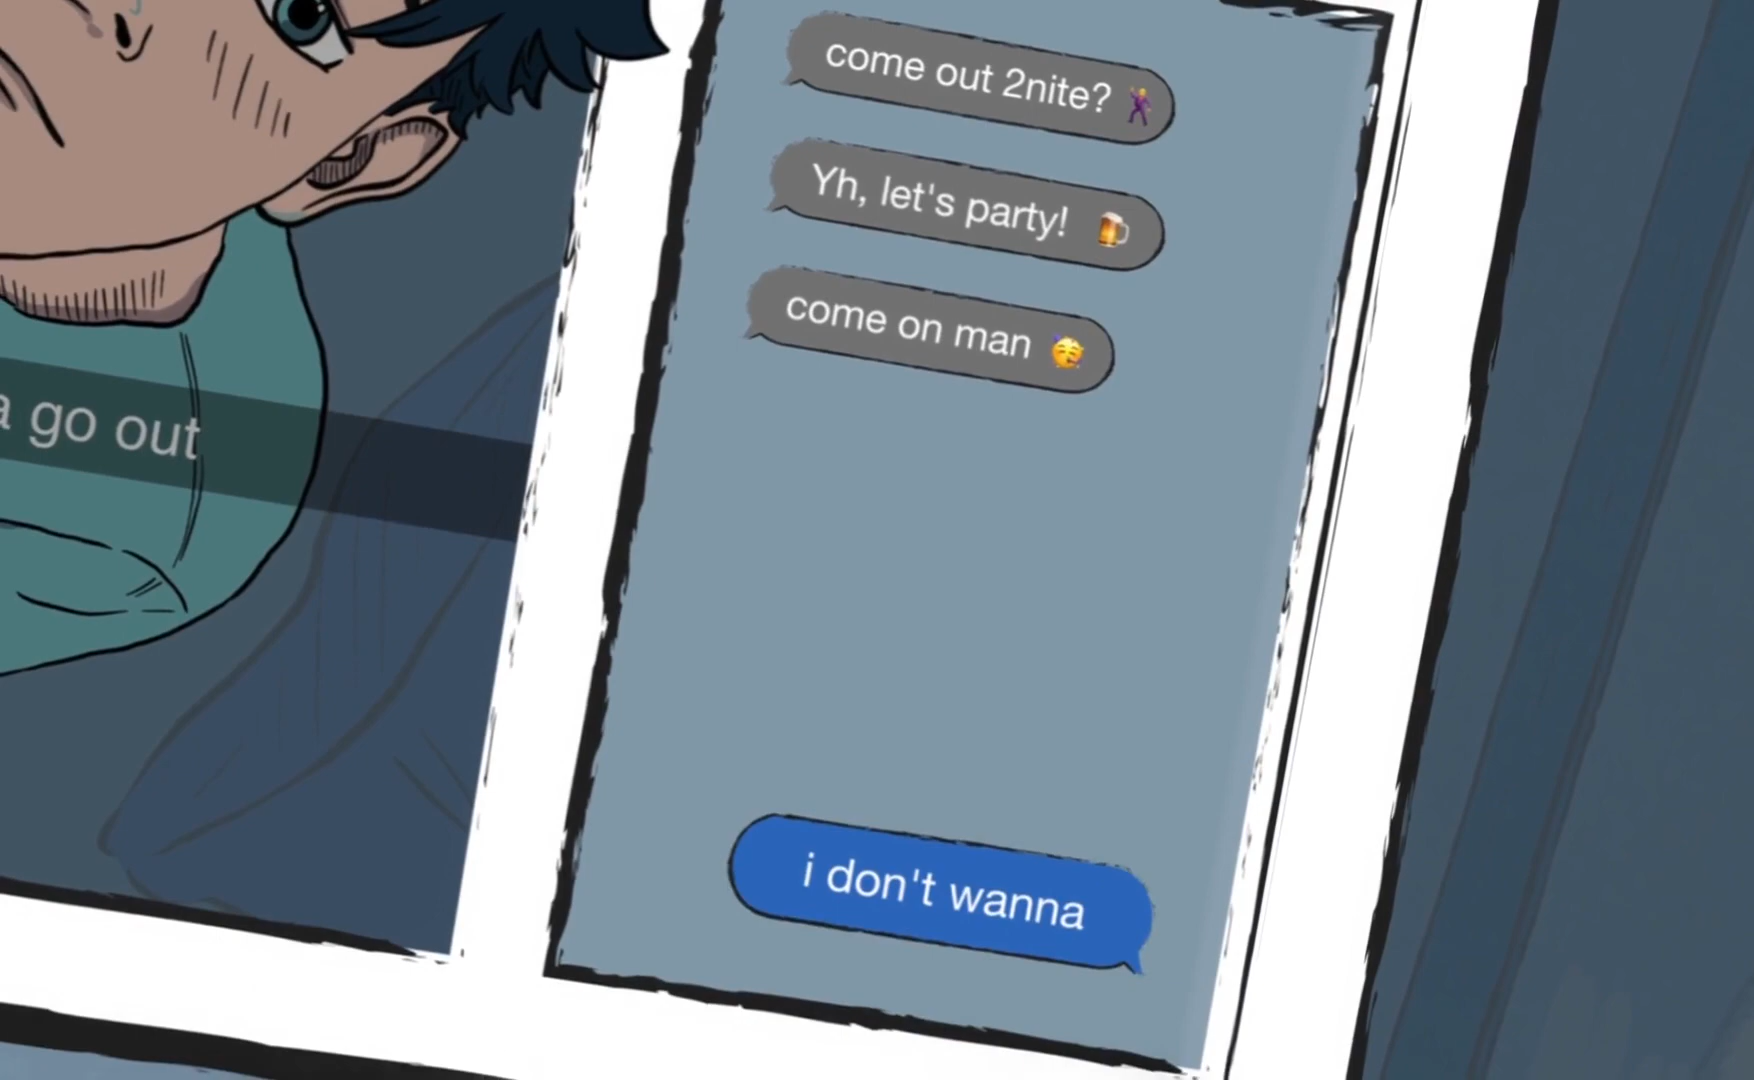 come out 2nite? 🕺
Yh, let's party! 🍺
come on man 🥳
go out
i don't wanna